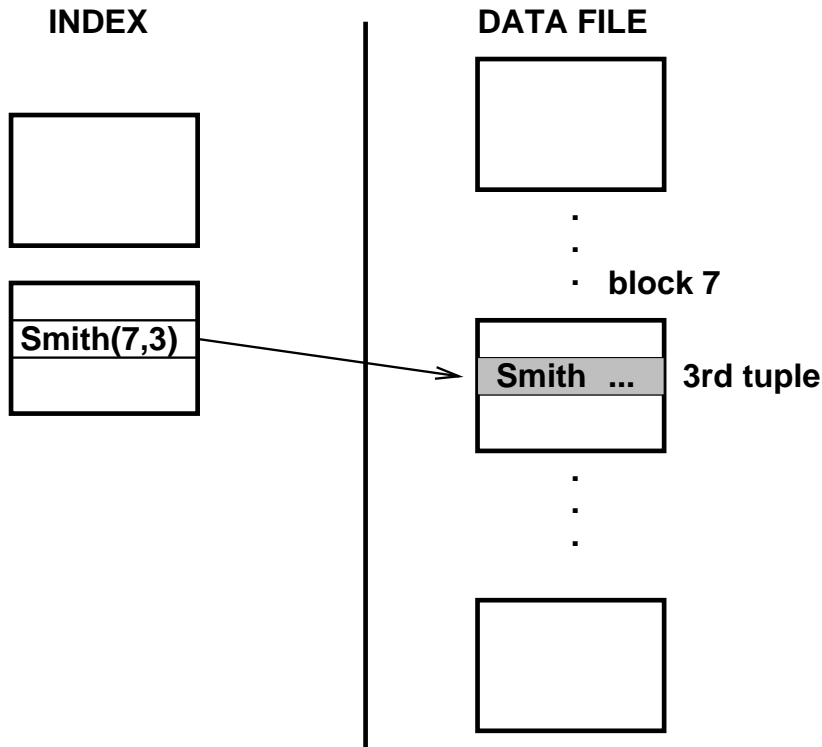 INDEX
DATA FILE
block 7
Smith(7,3)
Smith ...
3rd tuple